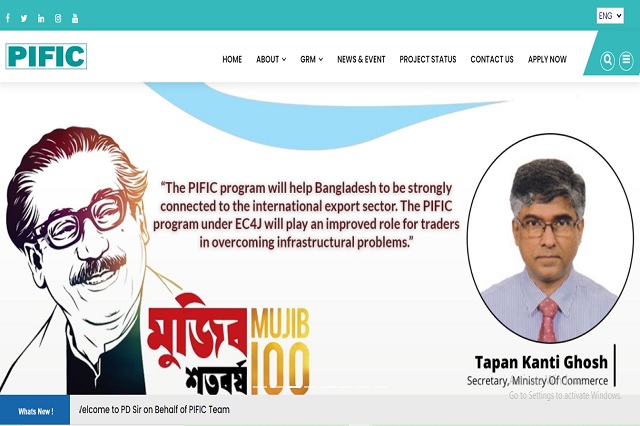 ENG
PIFIC
HOME ABOUT GRM NEWS & EVENT PROJECT STATUS CONTACT US APPLY NOW
“The PIFIC program will help Bangladesh to be strongly
connected to the international export sector. The PIFIC
program under EC4J will play an improved role for traders
in overcoming infrastructural problems.”
মুজিব
শতবর্ষ
MUJIB
100
Tapan Kanti Ghosh
Secretary, Ministry Of Commerce
Go to Settings to activate Windows.
Whats New !
Welcome to PD Sir on Behalf of PIFIC Team